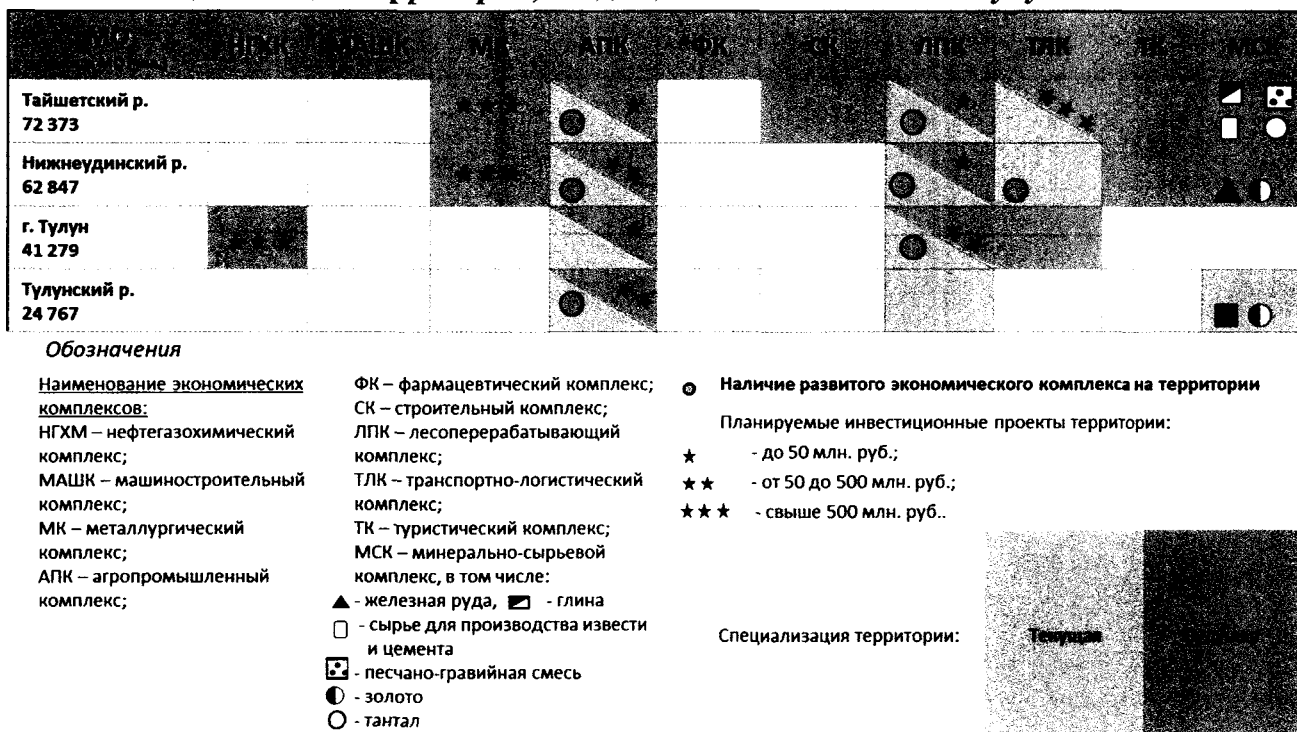 МО НГХК МАШК МК АПК ФК СК ЛПК ТЛК ТК МСК
Тайшетский р.
72 373
Нижнеудинский р.
62 847
г. Тулун
41 279
Тулунский р.
24 767
Обозначения
Наименование экономических
комплексов:
НГХМ – нефтегазохимический
комплекс;
МАШК – машиностроительный
комплекс;
МК – металлургический
комплекс;
АПК – агропромышленный
комплекс;
ФК – фармацевтический комплекс;
СК – строительный комплекс;
ЛПК – лесоперерабатывающий
комплекс;
ТЛК – транспортно-логистический
комплекс;
ТК – туристический комплекс;
МСК – минерально-сырьевой
комплекс, в том числе:
- железная руда, - глина
- сырье для производства извести
и цемента
- песчано-гравийная смесь
- золото
- тантал
Наличие развитого экономического комплекса на территории
Планируемые инвестиционные проекты территории:
- до 50 млн. руб.;
- от 50 до 500 млн. руб.;
- свыше 500 млн. руб..
Специализация территории:
Текущая